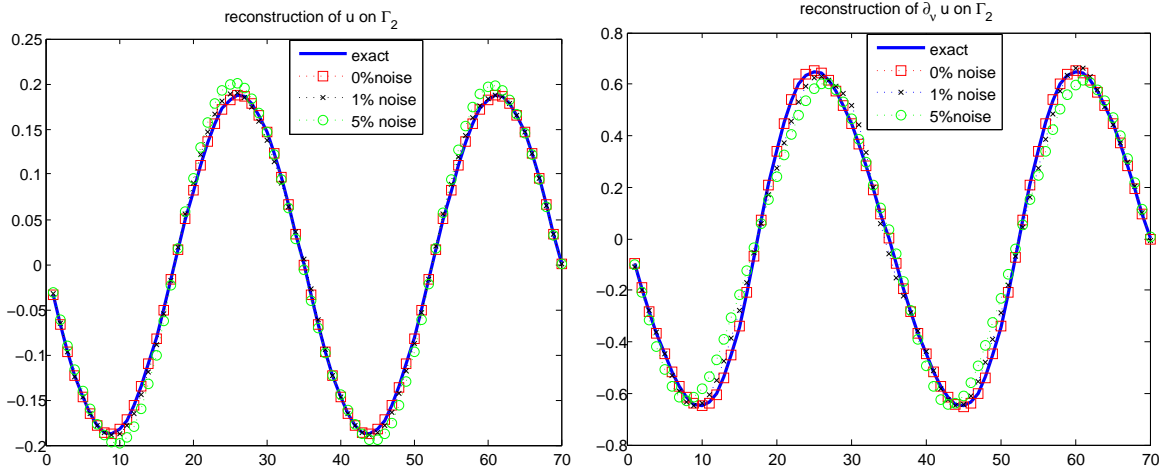 reconstruction of u on Γ₂
0.25
0.2
0.15
0.1
0.05
0
−0.05
−0.1
−0.15
−0.2
0 10 20 30 40 50 60 70
exact
0%noise
1% noise
5% noise
reconstruction of ∂ᵥ u on Γ₂
0.8
0.6
0.4
0.2
0
−0.2
−0.4
−0.6
−0.8
0 10 20 30 40 50 60 70
exact
0% noise
1% noise
5%noise